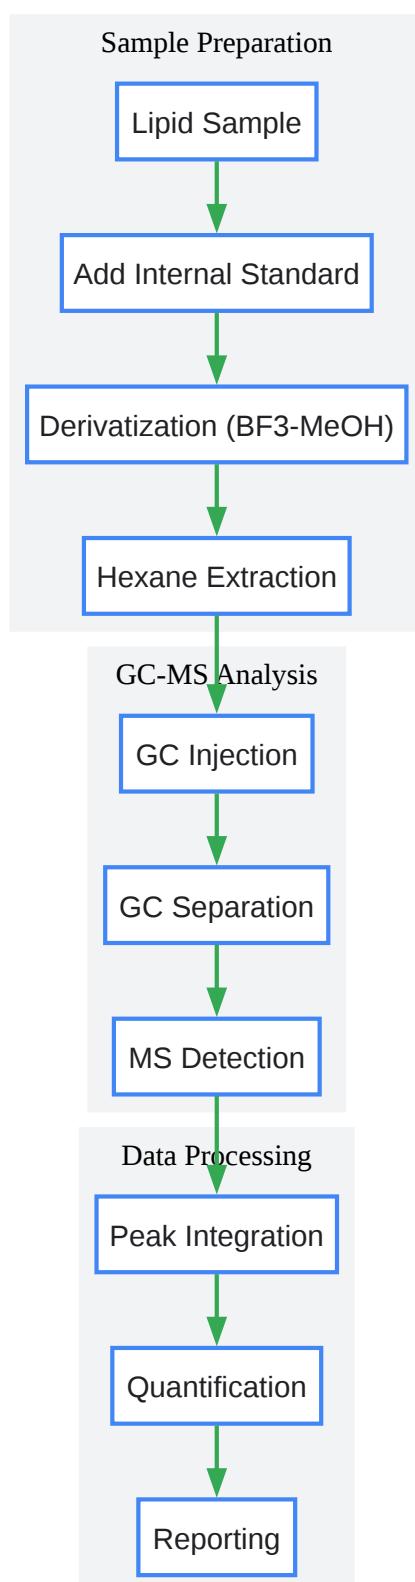 Sample Preparation
Lipid Sample
Add Internal Standard
Derivatization (BF3-MeOH)
Hexane Extraction
GC-MS Analysis
GC Injection
GC Separation
MS Detection
Data Processing
Peak Integration
Quantification
Reporting